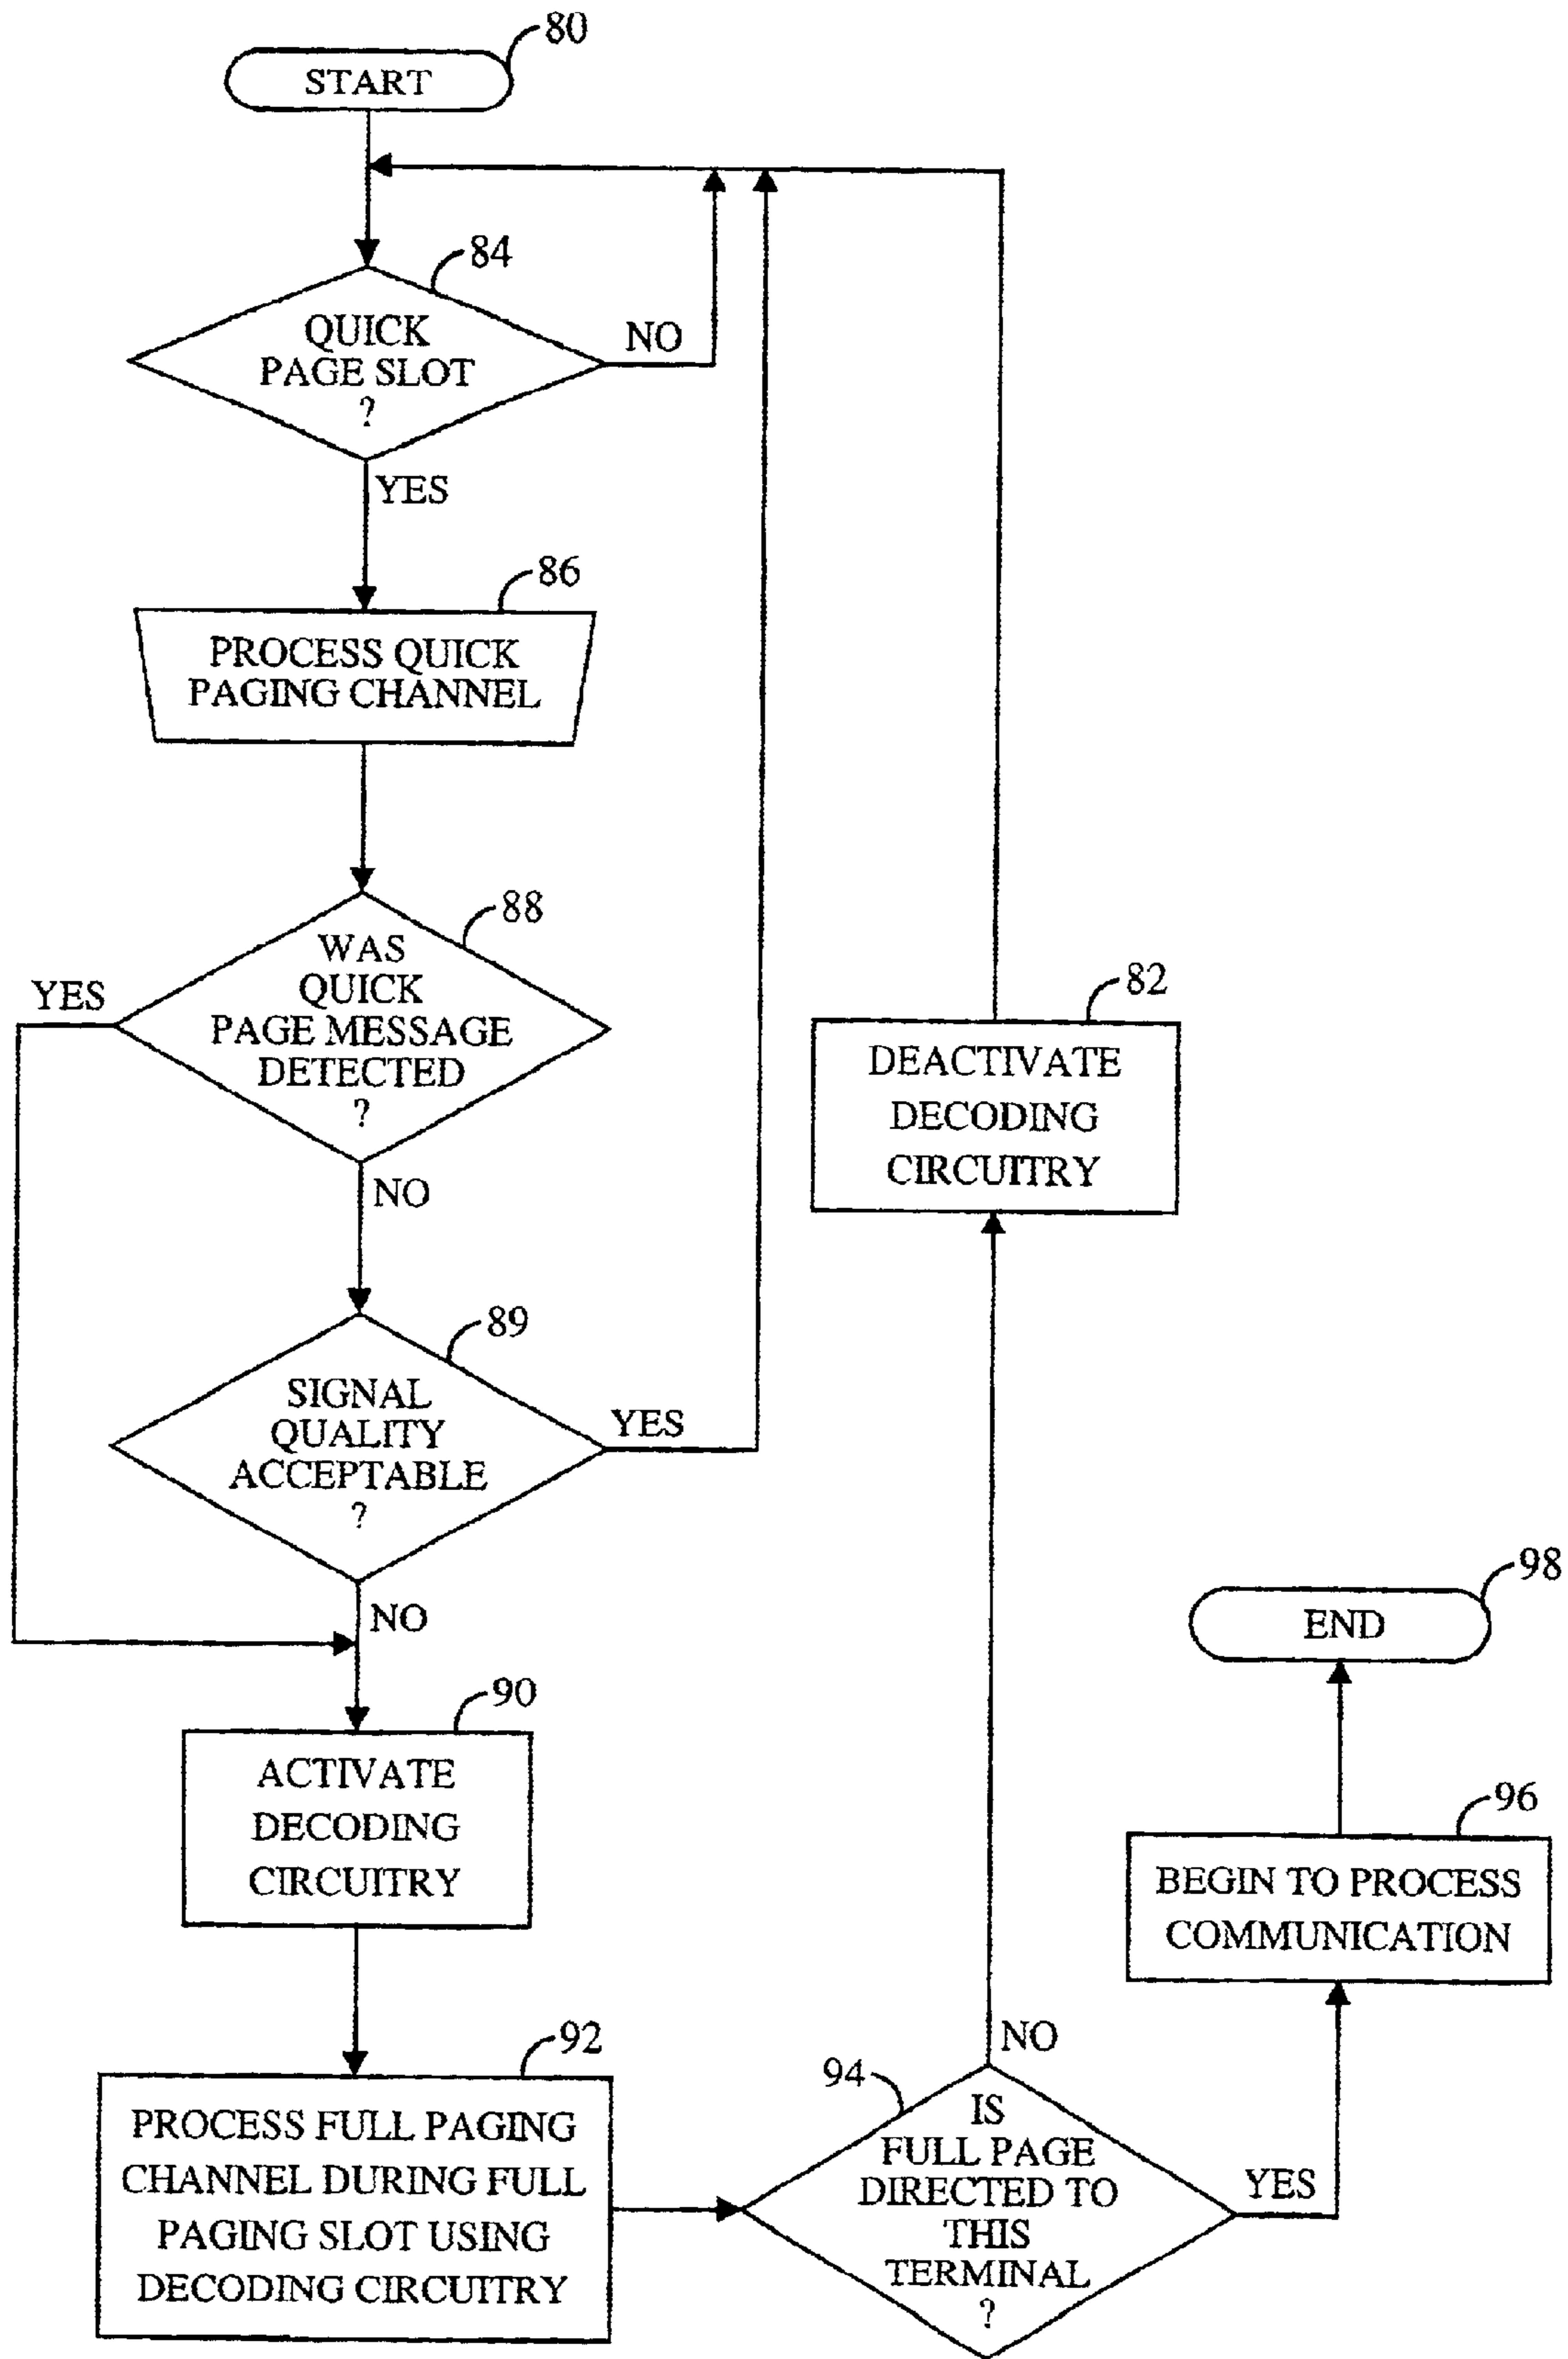 80
START
84
QUICK
PAGE SLOT
?
NO
YES
86
PROCESS QUICK
PAGING CHANNEL
88
WAS
QUICK
PAGE MESSAGE
DETECTED
?
YES
NO
82
DEACTIVATE
DECODING
CIRCUITRY
89
SIGNAL
QUALITY
ACCEPTABLE
?
YES
NO
90
ACTIVATE
DECODING
CIRCUITRY
92
PROCESS FULL PAGING
CHANNEL DURING FULL
PAGING SLOT USING
DECODING CIRCUITRY
94
IS
FULL PAGE
DIRECTED TO
THIS
TERMINAL
?
NO
YES
96
BEGIN TO PROCESS
COMMUNICATION
98
END